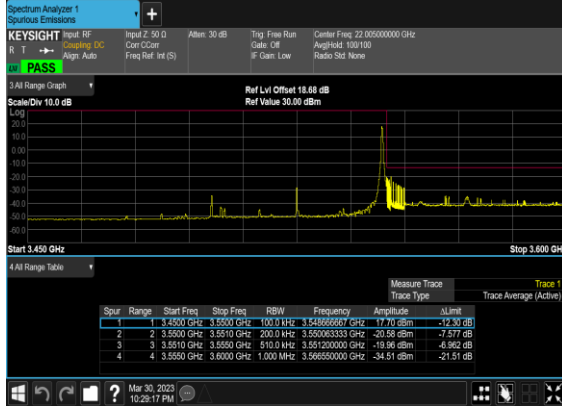 Spectrum Analyzer 1
Spurious Emissions
+
KEYSIGHT Input: RF Input Z: 50 Ω Atten: 30 dB Trig: Free Run Center Freq: 22.005000000 GHz
R T Coupling: DC Corr CCorr Gate: Off Avg|Hold: 100/100
Align: Auto Freq Ref: Int (S) IF Gain: Low Radio Std: None
PASS
3 All Range Graph
Ref Lvl Offset 18.68 dB
Scale/Div 10.0 dB Ref Value 30.00 dBm
Log
20.0
10.0
0.00
-10.0
-20.0
-30.0
-40.0
-50.0
-60.0
Start 3.450 GHz Stop 3.600 GH
4 All Range Table
Measure Trace Trace 1
Trace Type Trace Average (Active)
Spur Range Start Freq Stop Freq RBW Frequency Amplitude ΔLimit
1 1 3.4500 GHz 3.5500 GHz 100.0 kHz 3.548666667 GHz 17.70 dBm -12.30 dB
2 2 3.5500 GHz 3.5510 GHz 200.0 kHz 3.550063333 GHz -20.58 dBm -7.577 dB
3 3 3.5510 GHz 3.5550 GHz 510.0 kHz 3.551200000 GHz -19.96 dBm -6.962 dB
4 4 3.5550 GHz 3.6000 GHz 1.000 MHz 3.566550000 GHz -34.51 dBm -21.51 dB
? Mar 30, 2023
10:29:17 PM